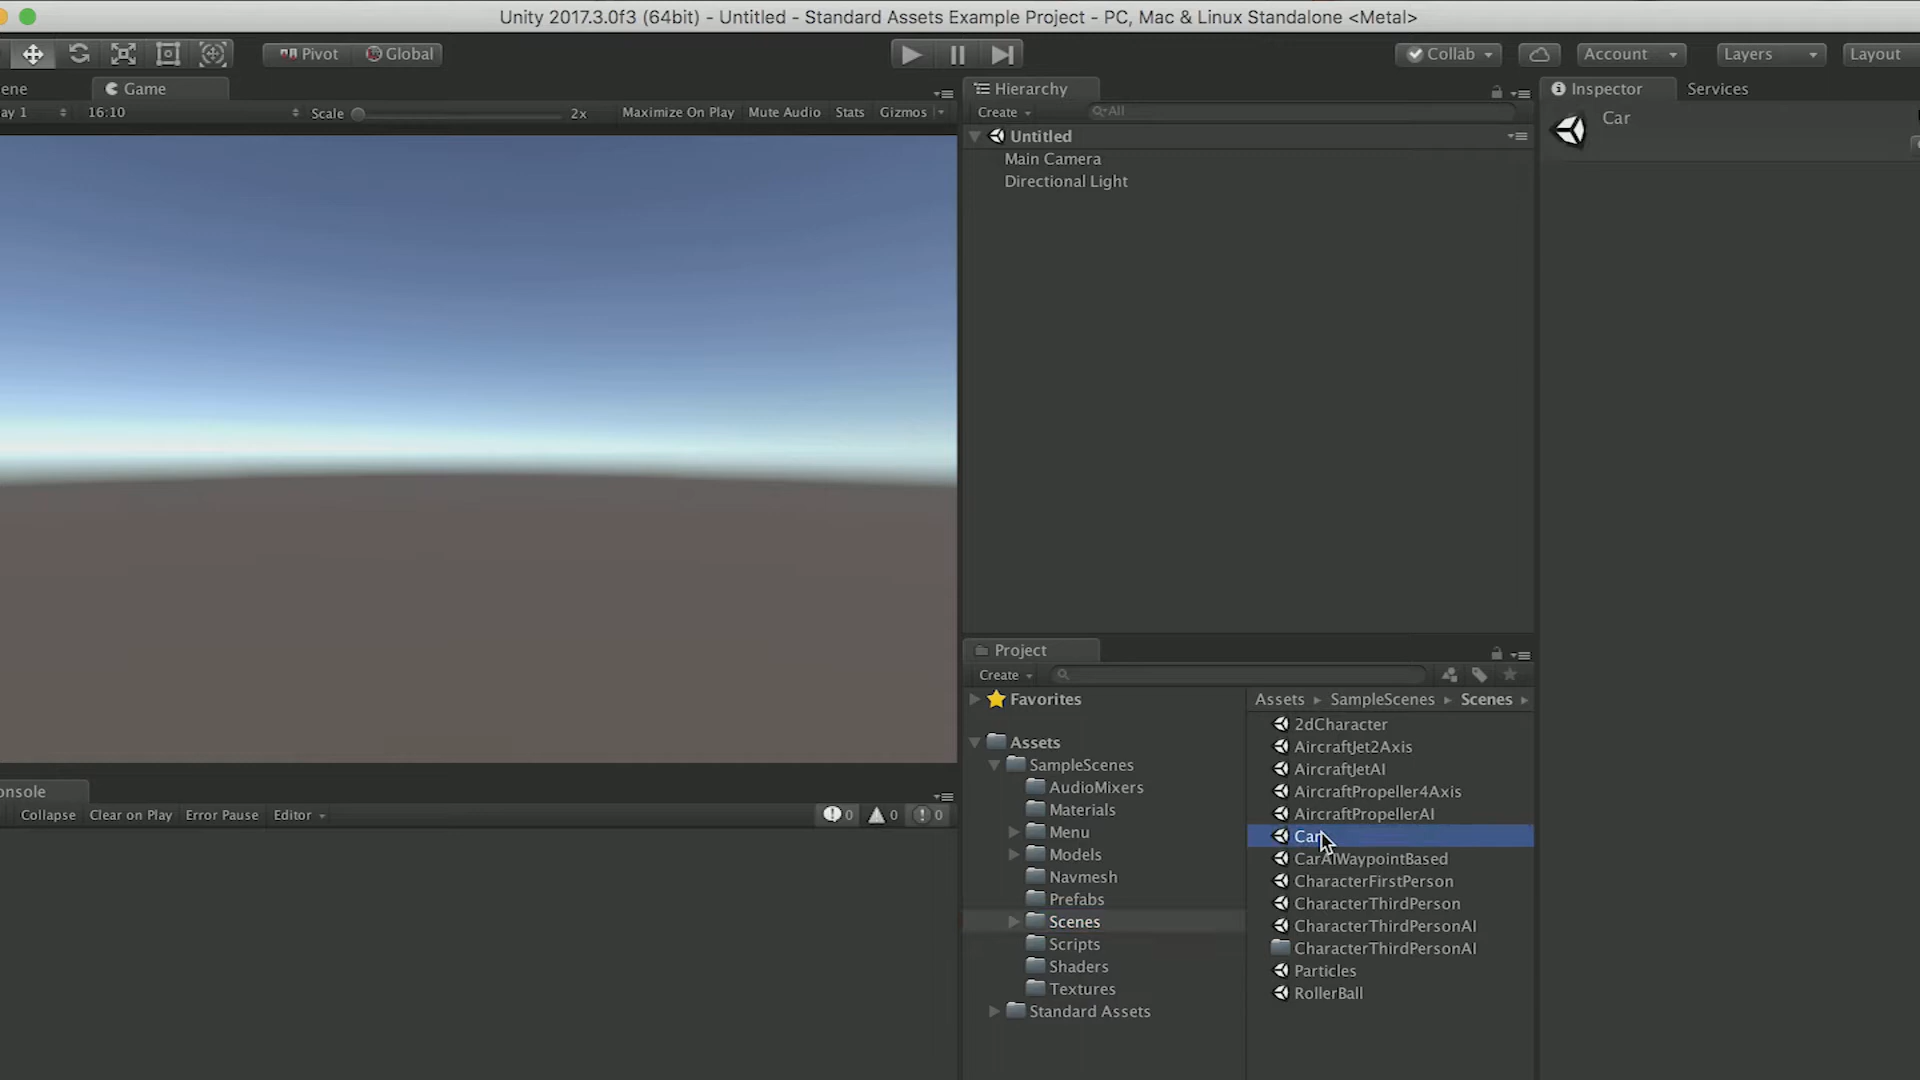 Unity 2017.3.0f3 (64bit) - Untitled - Standard Assets Example Project - PC, Mac & Linux Standalone <Metal>
Pivot Global Collab Account Layers Layout
ene Game Hierarchy Inspector Services
ay 1 16:10 Scale 2x Maximize On Play Mute Audio Stats Gizmos Create All Car
Untitled
Main Camera
Directional Light
Project
Create
Favorites
Assets
SampleScenes
AudioMixers
Materials
Menu
Models
Navmesh
Prefabs
Scenes
Scripts
Shaders
Textures
Standard Assets
Assets SampleScenes Scenes
2dCharacter
AircraftJet2Axis
AircraftJetAI
AircraftPropeller4Axis
AircraftPropellerAI
Car
CarAIWaypointBased
CharacterFirstPerson
CharacterThirdPerson
CharacterThirdPersonAI
CharacterThirdPersonAI
Particles
RollerBall
onsole
Collapse Clear on Play Error Pause Editor 0 0 0